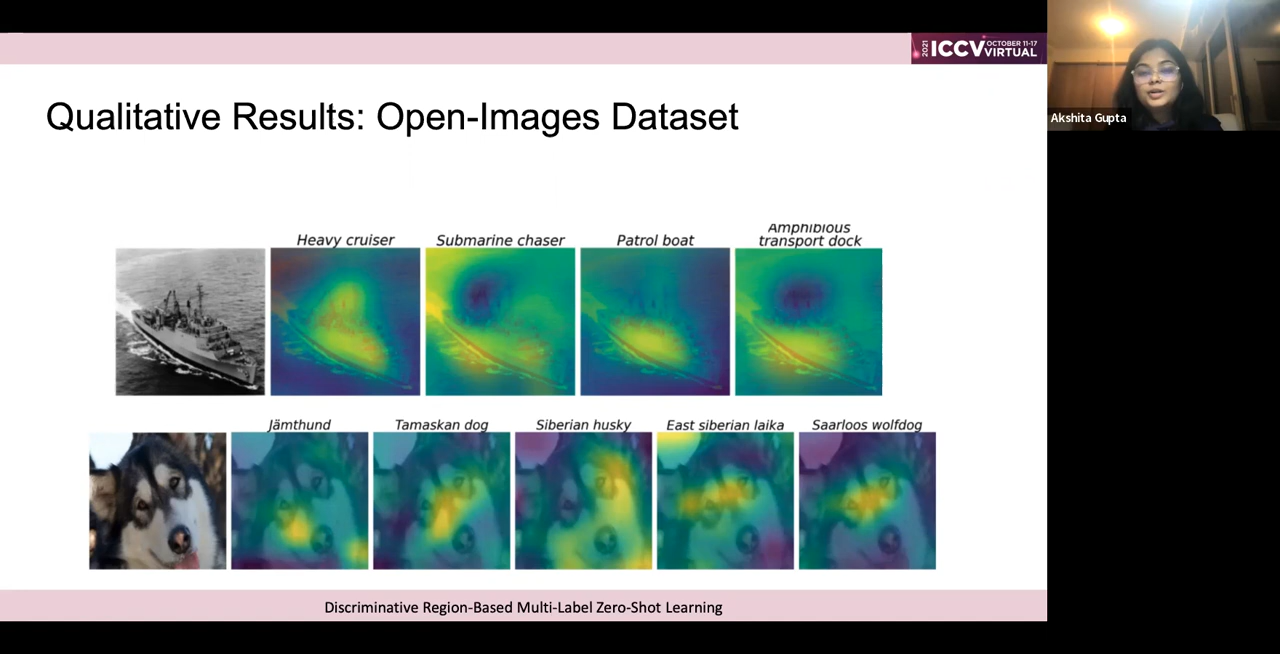 2021 ICCV OCTOBER 11-17 VIRTUAL
Akshita Gupta
Qualitative Results: Open-Images Dataset
Heavy cruiser
Submarine chaser
Patrol boat
Amphibious
transport dock
Jämthund
Tamaskan dog
Siberian husky
East siberian laika
Saarloos wolfdog
Discriminative Region-Based Multi-Label Zero-Shot Learning